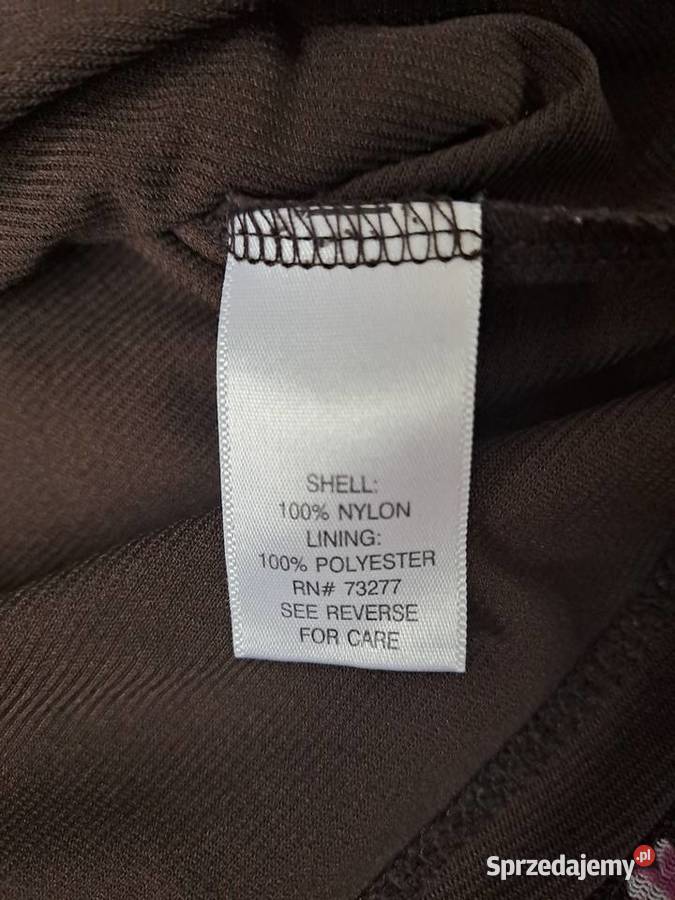 SHELL:
100% NYLON
LINING:
100% POLYESTER
RN# 73277
SEE REVERSE
FOR CARE
Sprzedajemy.pl